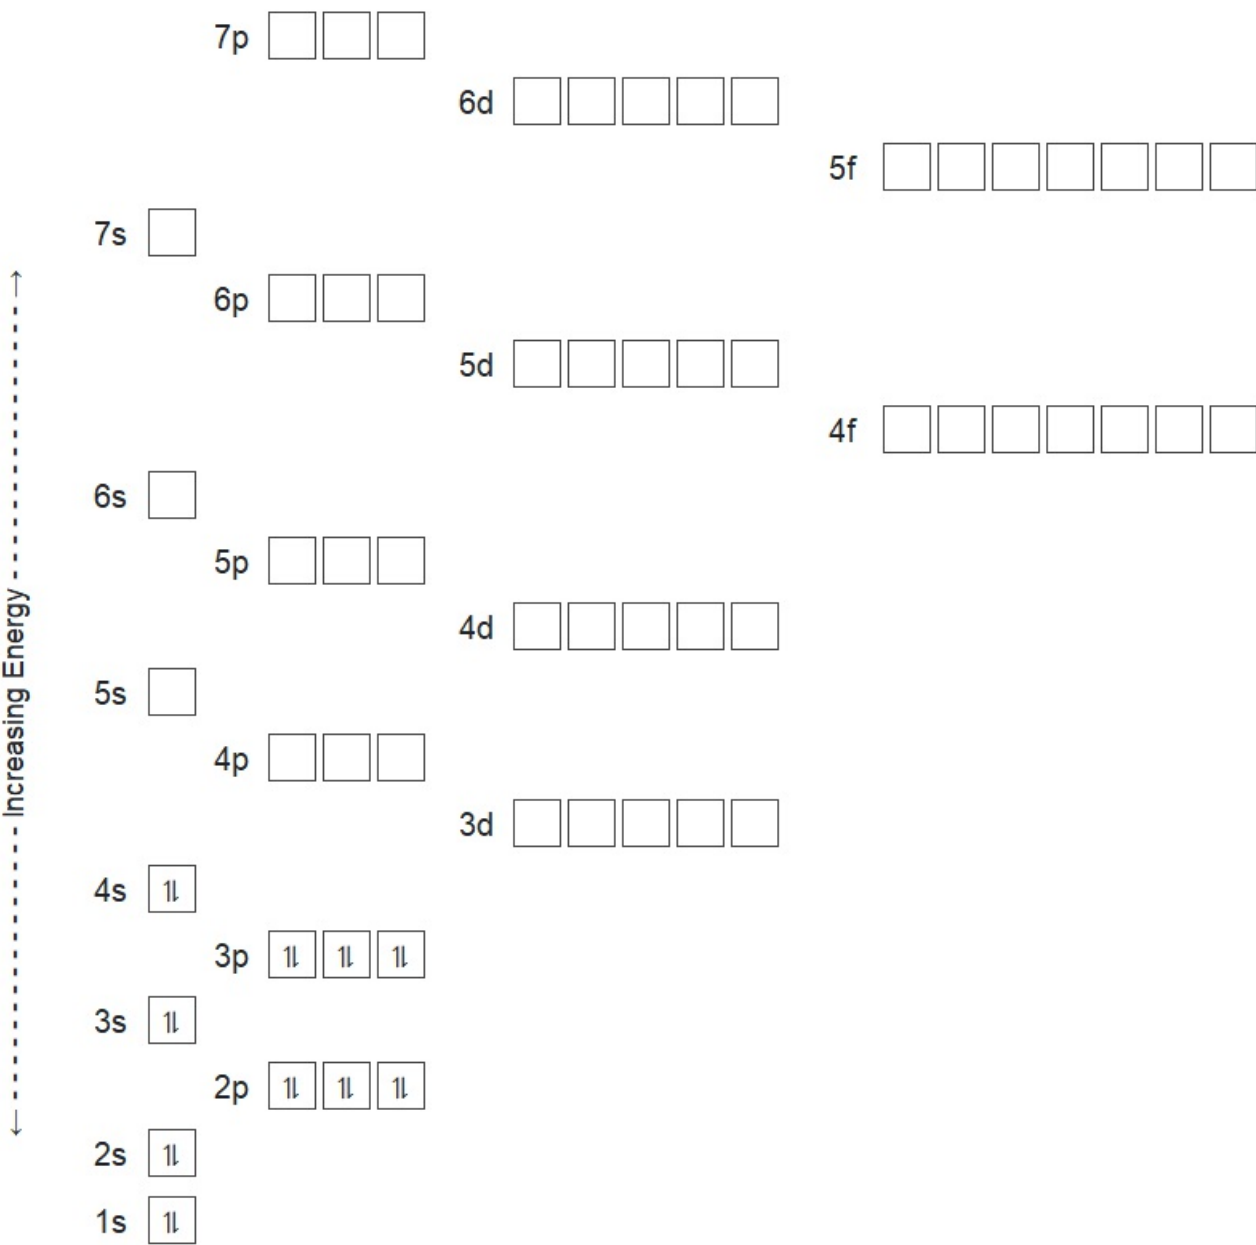 7p
6d
5f
7s
6p
5d
4f
6s
5p
4d
5s
4p
3d
4s ⥮
3p ⥮ ⥮ ⥮
3s ⥮
2p ⥮ ⥮ ⥮
2s ⥮
1s ⥮
Increasing Energy